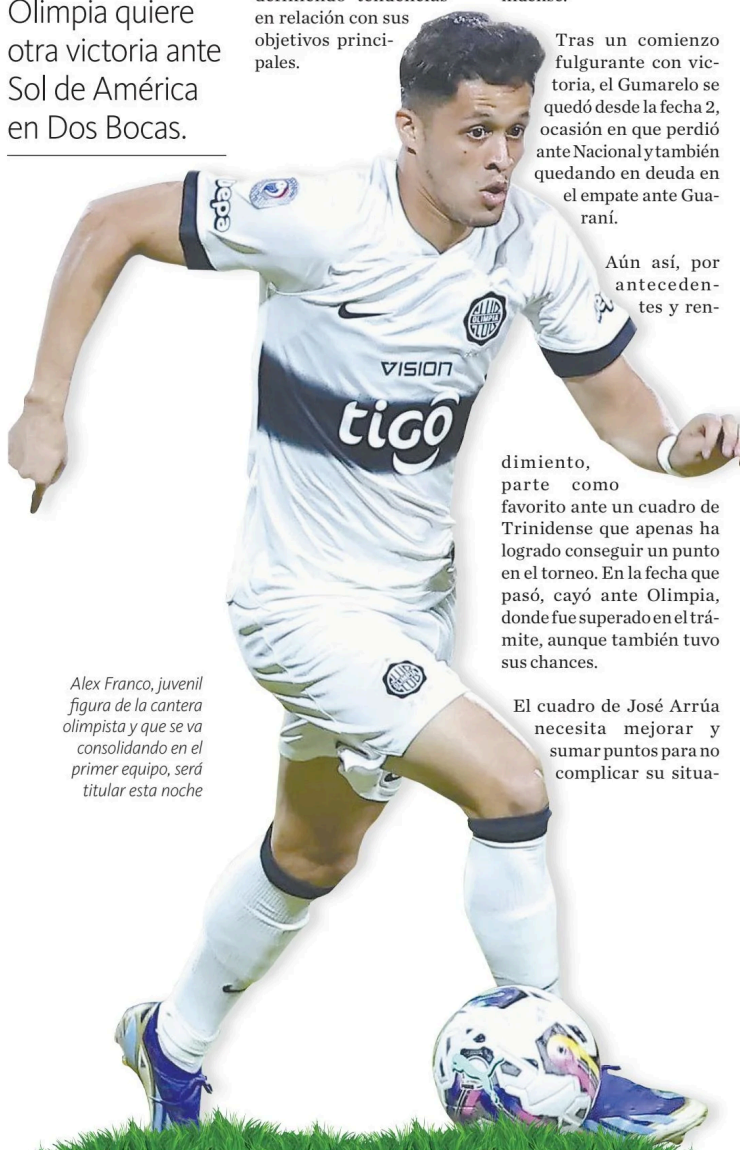 Olimpia quiere
otra victoria ante
Sol de América
en Dos Bocas.
en relación con sus
objetivos princi-
pales.
Tras un comienzo
fulgurante con vic-
toria, el Gumarelo se
quedó desde la fecha 2,
ocasión en que perdió
ante Nacional y también
quedando en deuda en
el empate ante Gua-
raní.
Aún así, por
anteceden-
tes y ren-
dimiento,
parte como
favorito ante un cuadro de
Trinidense que apenas ha
logrado conseguir un punto
en el torneo. En la fecha que
pasó, cayó ante Olimpia,
donde fue superado en el trá-
mite, aunque también tuvo
sus chances.
El cuadro de José Arrúa
necesita mejorar y
sumar puntos para no
complicar su situa-
Alex Franco, juvenil
figura de la cantera
olimpista y que se va
consolidando en el
primer equipo, será
titular esta noche
bepa
OLIMPIA
VISION
tigo